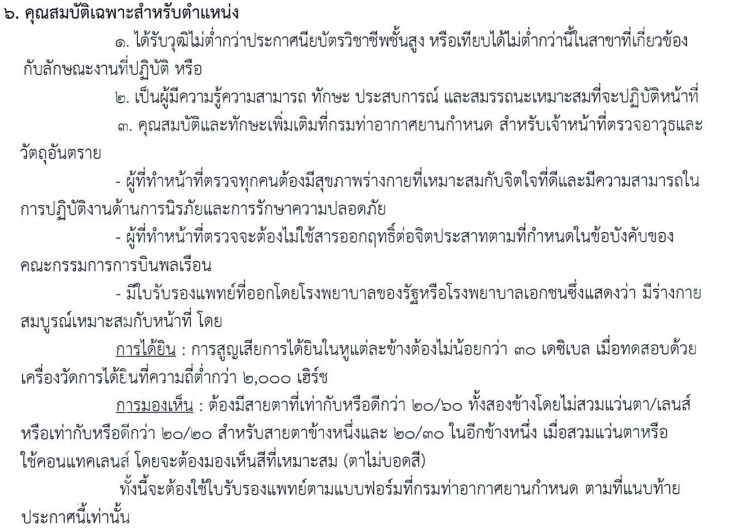 ๖. คุณสมบัติเฉพาะสำหรับตำแหน่ง
๑. ได้รับวุฒิไม่ต่ำกว่าประกาศนียบัตรวิชาชีพชั้นสูง หรือเทียบได้ไม่ต่ำกว่านี้ในสาขาที่เกี่ยวข้อง
กับลักษณะงานที่ปฏิบัติ หรือ
๒. เป็นผู้มีความรู้ความสามารถ ทักษะ ประสบการณ์ และสมรรถนะเหมาะสมที่จะปฏิบัติหน้าที่
๓. คุณสมบัติและทักษะเพิ่มเติมที่กรมท่าอากาศยานกำหนด สำหรับเจ้าหน้าที่ตรวจอาวุธและ
วัตถุอันตราย
- ผู้ที่ทำหน้าที่ตรวจทุกคนต้องมีสุขภาพร่างกายที่เหมาะสมกับจิตใจที่ดีและมีความสามารถใน
การปฏิบัติงานด้านการนิรภัยและการรักษาความปลอดภัย
- ผู้ที่ทำหน้าที่ตรวจจะต้องไม่ใช้สารออกฤทธิ์ต่อจิตประสาทตามที่กำหนดในข้อบังคับของ
คณะกรรมการการบินพลเรือน
- มีใบรับรองแพทย์ที่ออกโดยโรงพยาบาลของรัฐหรือโรงพยาบาลเอกชนซึ่งแสดงว่า มีร่างกาย
สมบูรณ์เหมาะสมกับหน้าที่ โดย
การได้ยิน : การสูญเสียการได้ยินในหูแต่ละข้างต้องไม่น้อยกว่า ๓๐ เดซิเบล เมื่อทดสอบด้วย
เครื่องวัดการได้ยินที่ความถี่ต่ำกว่า ๒,๐๐๐ เฮิร์ซ
การมองเห็น : ต้องมีสายตาที่เท่ากับหรือดีกว่า ๒๐/๖๐ ทั้งสองข้างโดยไม่สวมแว่นตา/เลนส์
หรือเท่ากับหรือดีกว่า ๒๐/๒๐ สำหรับสายตาข้างหนึ่งและ ๒๐/๓๐ ในอีกข้างหนึ่ง เมื่อสวมแว่นตาหรือ
ใช้คอนแทคเลนส์ โดยจะต้องมองเห็นสีที่เหมาะสม (ตาไม่บอดสี)
ทั้งนี้จะต้องใช้ใบรับรองแพทย์ตามแบบฟอร์มที่กรมท่าอากาศยานกำหนด ตามที่แนบท้าย
ประกาศนี้เท่านั้น